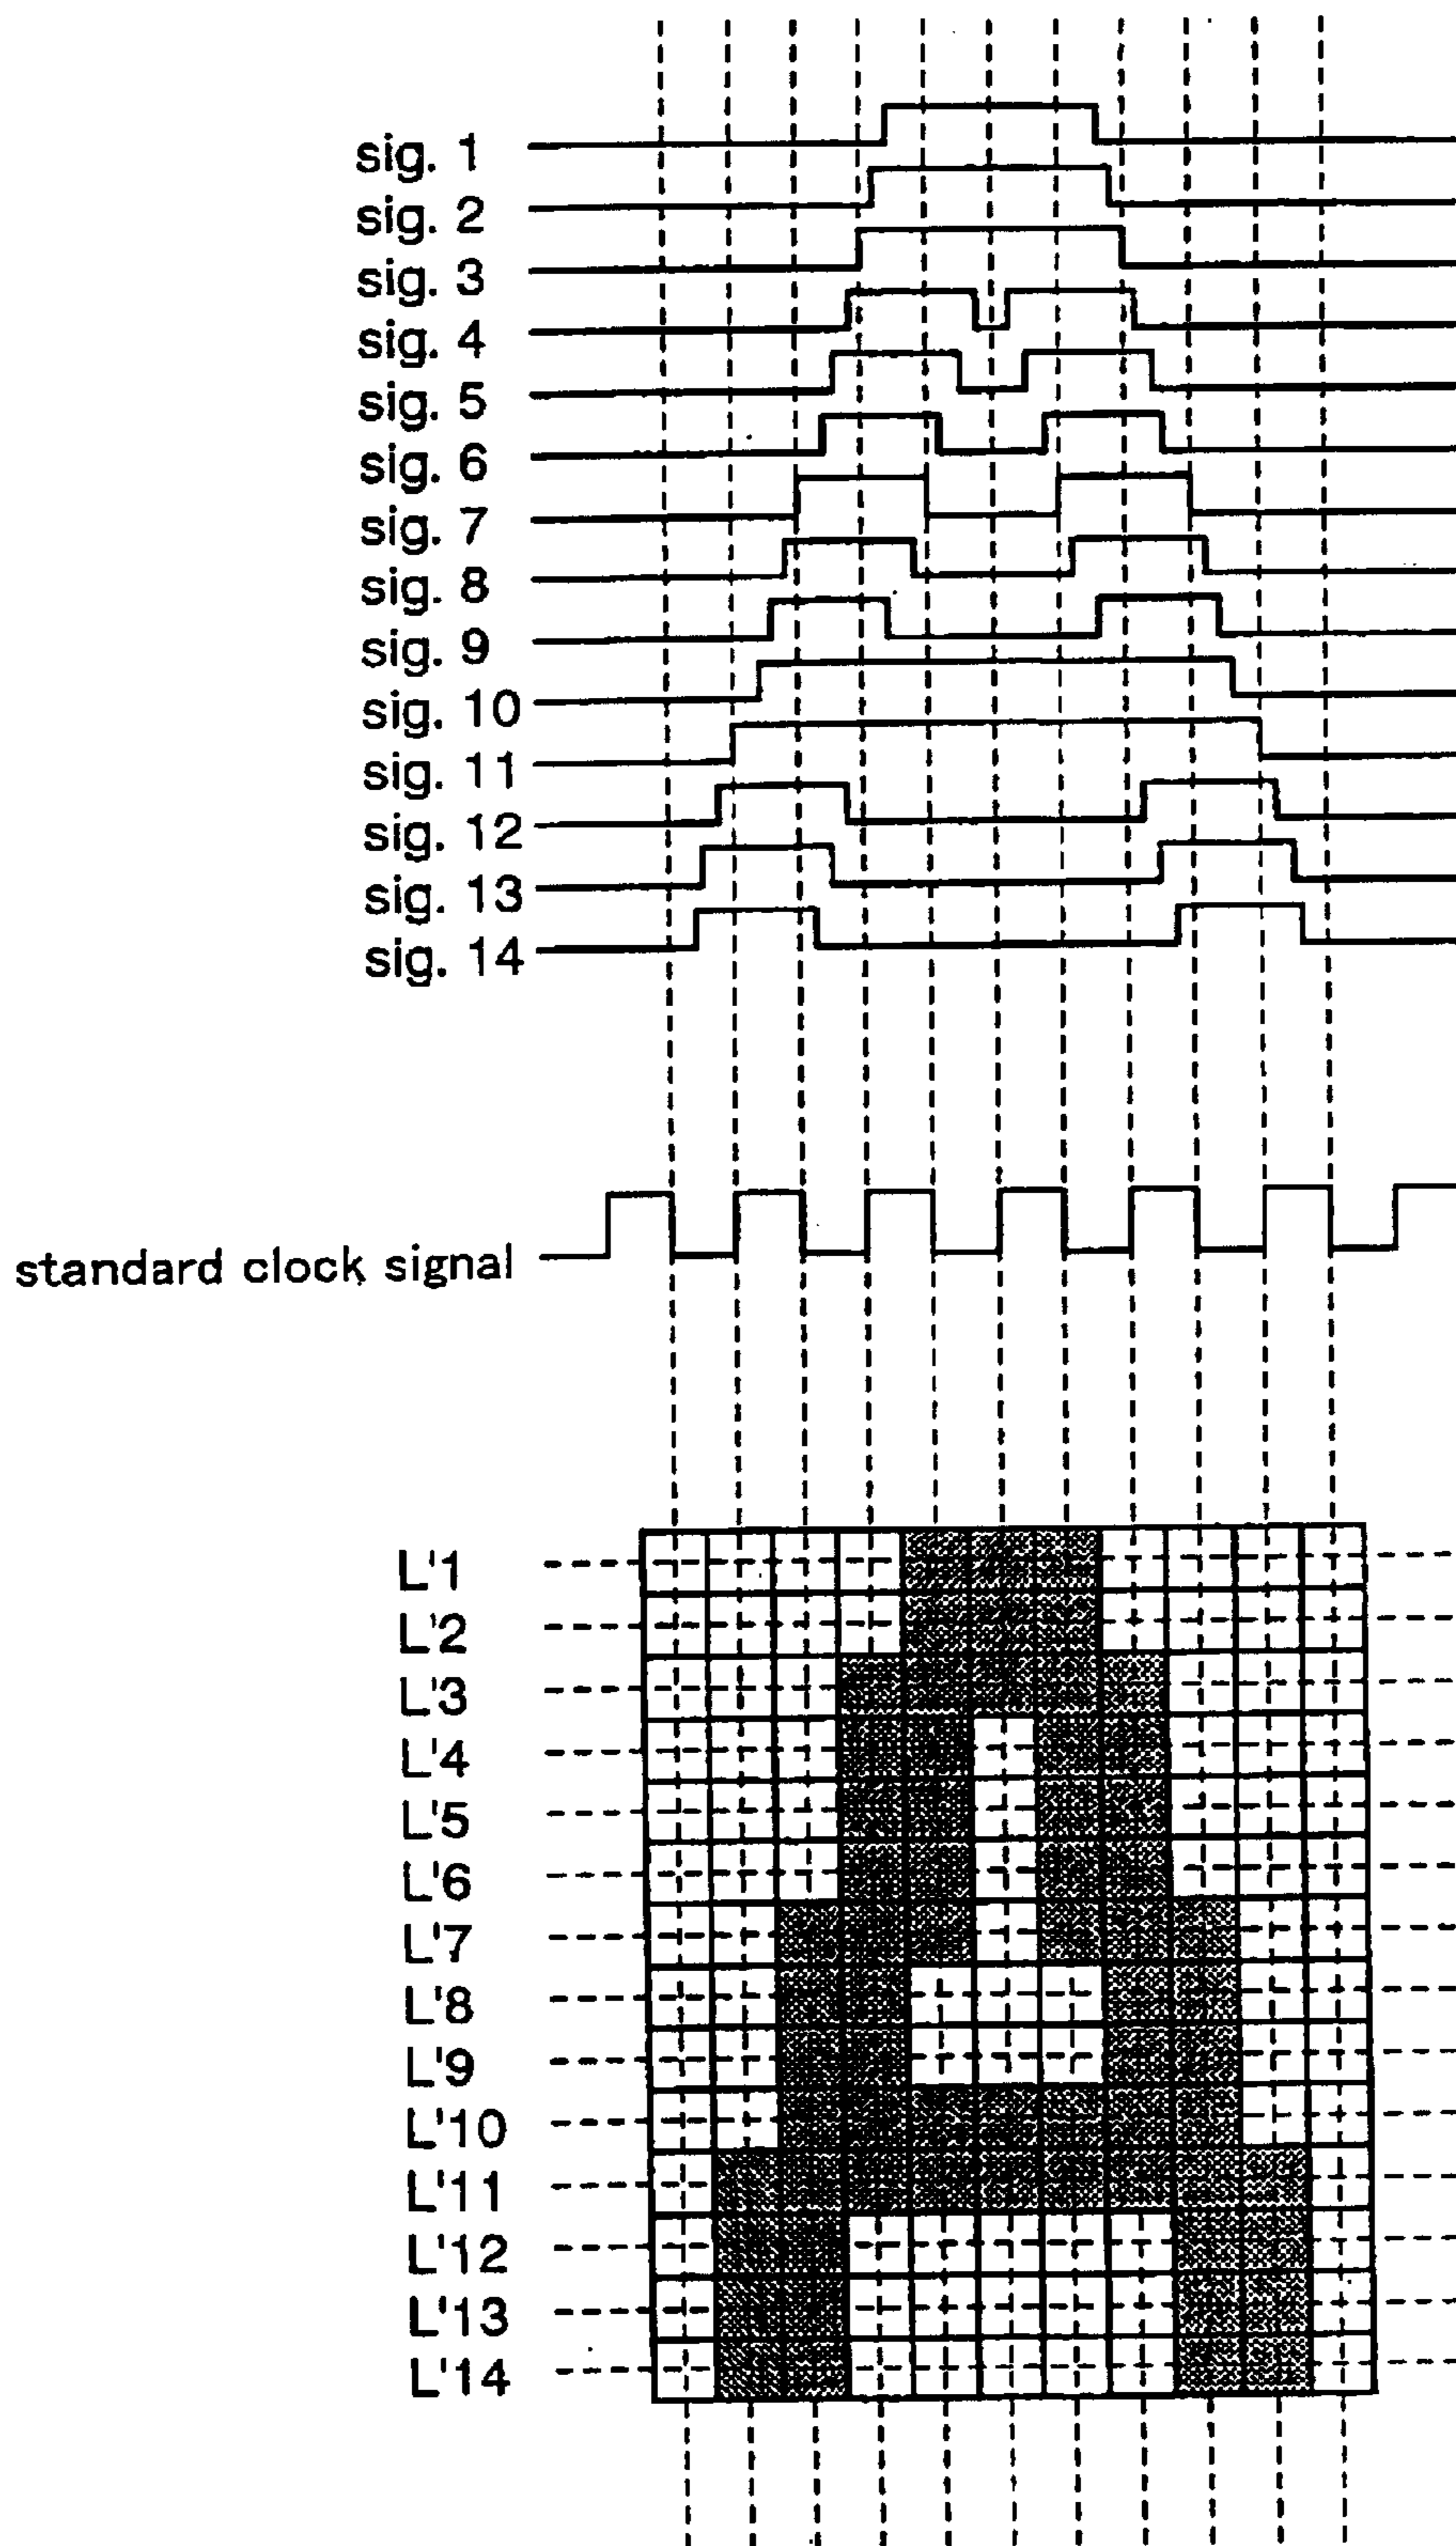 sig. 1
sig. 2
sig. 3
sig. 4
sig. 5
sig. 6
sig. 7
sig. 8
sig. 9
sig. 10
sig. 11
sig. 12
sig. 13
sig. 14
standard clock signal
L'1
L'2
L'3
L'4
L'5
L'6
L'7
L'8
L'9
L'10
L'11
L'12
L'13
L'14